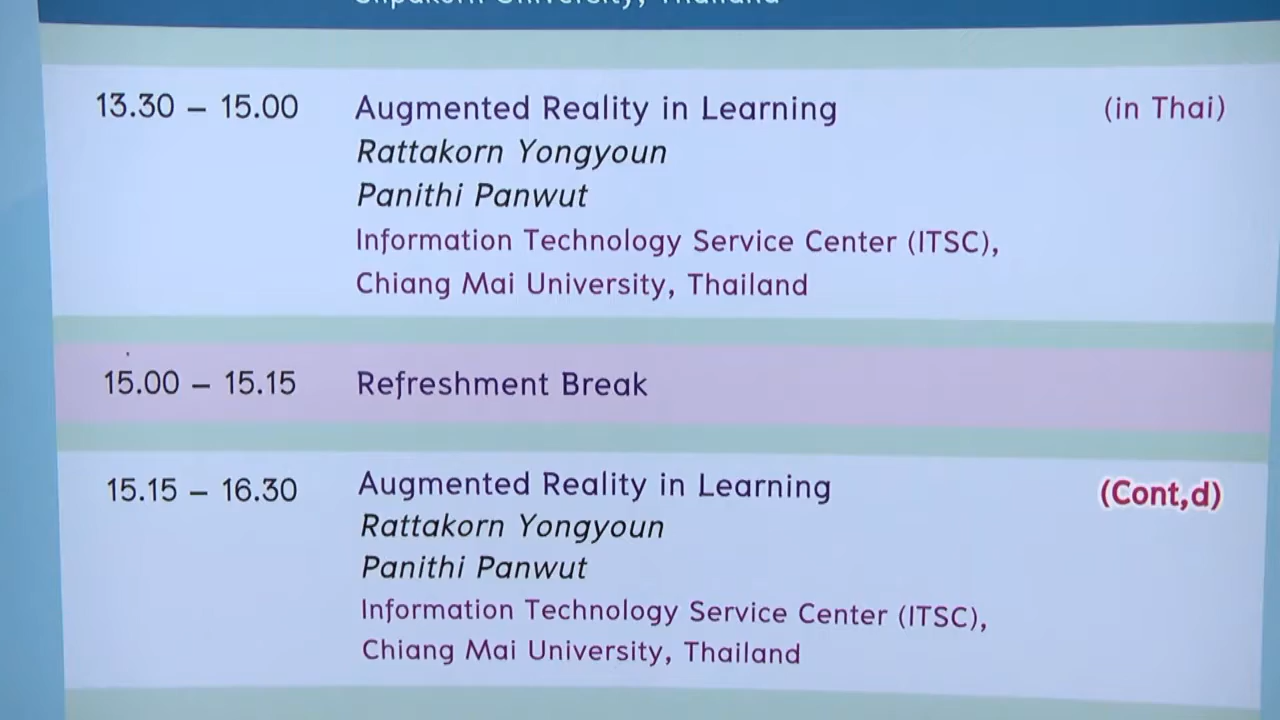 University, Thailand
13.30 – 15.00 Augmented Reality in Learning (in Thai)
Rattakorn Yongyoun
Panithi Panwut
Information Technology Service Center (ITSC),
Chiang Mai University, Thailand
15.00 – 15.15 Refreshment Break
15.15 – 16.30 Augmented Reality in Learning (Cont,d)
Rattakorn Yongyoun
Panithi Panwut
Information Technology Service Center (ITSC),
Chiang Mai University, Thailand